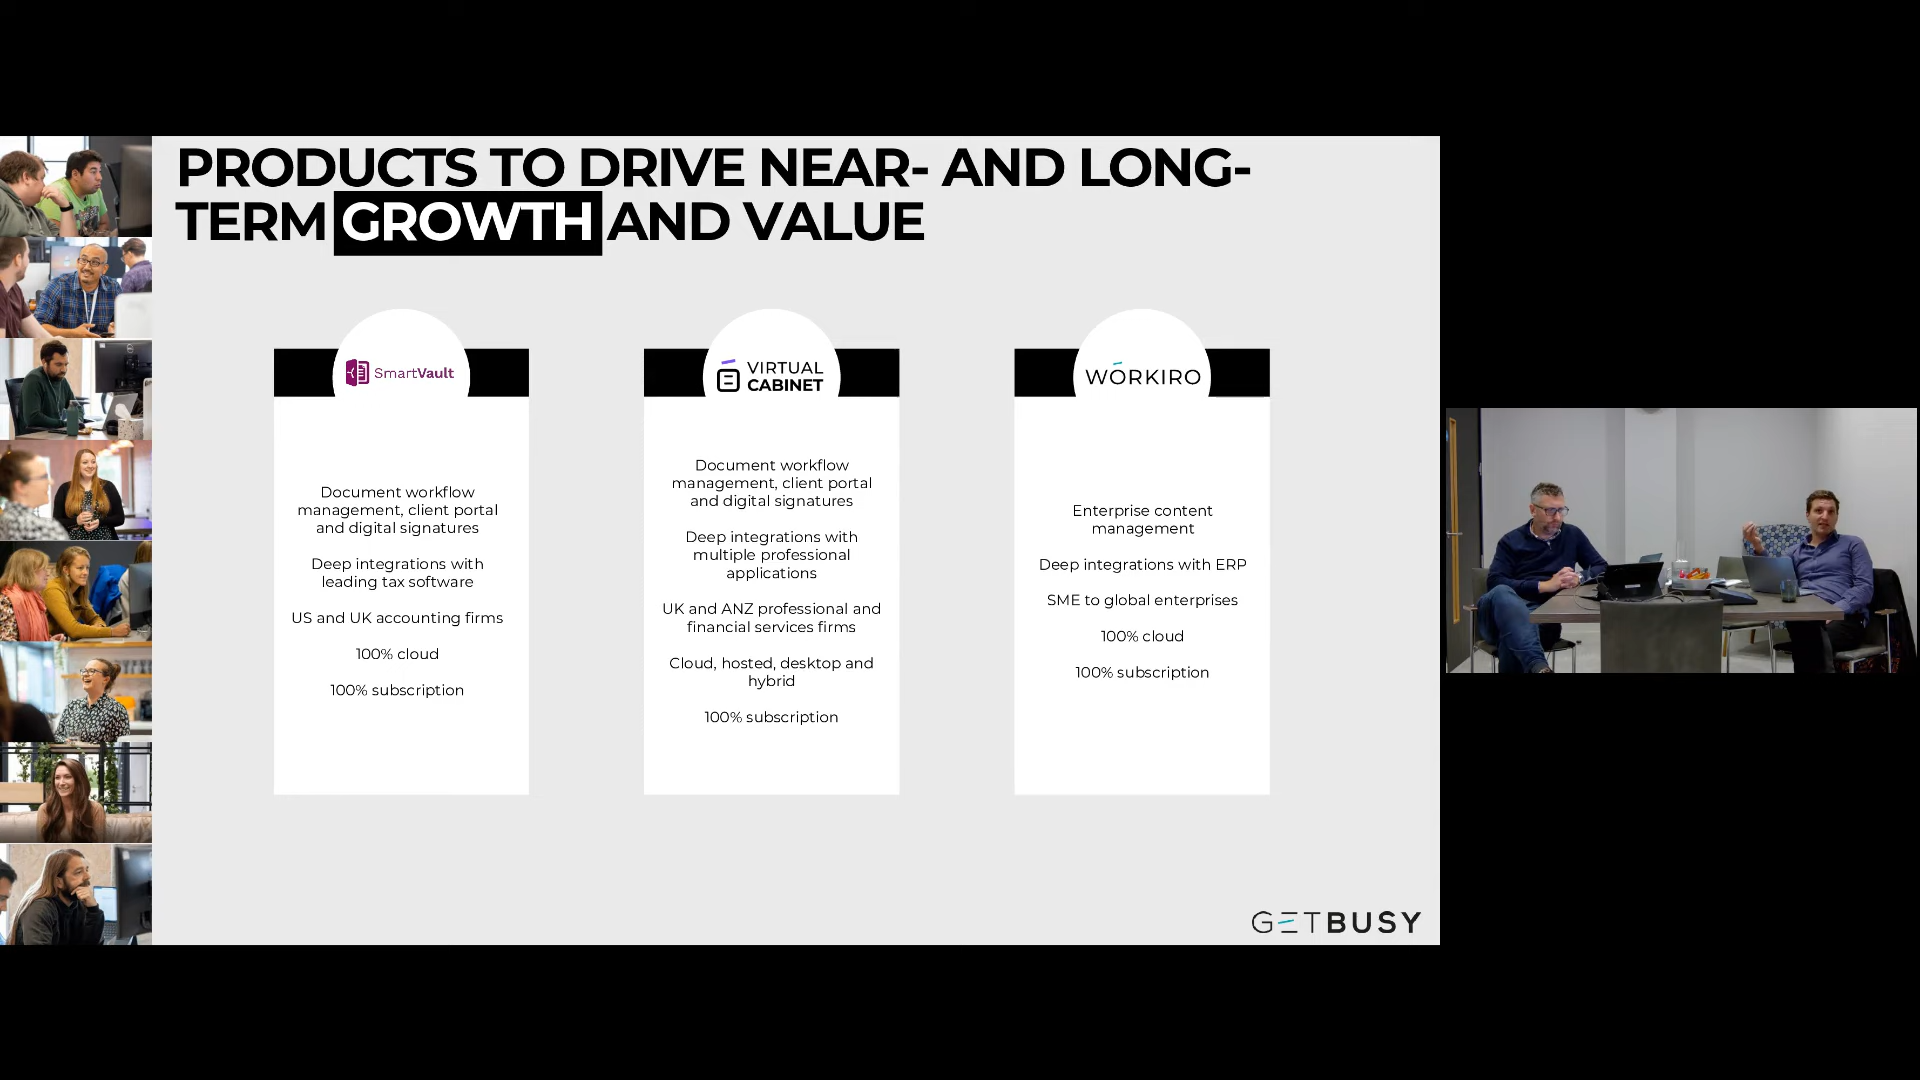 PRODUCTS TO DRIVE NEAR- AND LONG-
TERM GROWTH AND VALUE
SmartVault
Document workflow
management, client portal
and digital signatures
Deep integrations with
leading tax software
US and UK accounting firms
100% cloud
100% subscription
VIRTUAL
CABINET
Document workflow
management, client portal
and digital signatures
Deep integrations with
multiple professional
applications
UK and ANZ professional and
financial services firms
Cloud, hosted, desktop and
hybrid
100% subscription
WORKIRO
Enterprise content
management
Deep integrations with ERP
SME to global enterprises
100% cloud
100% subscription
GETBUSY